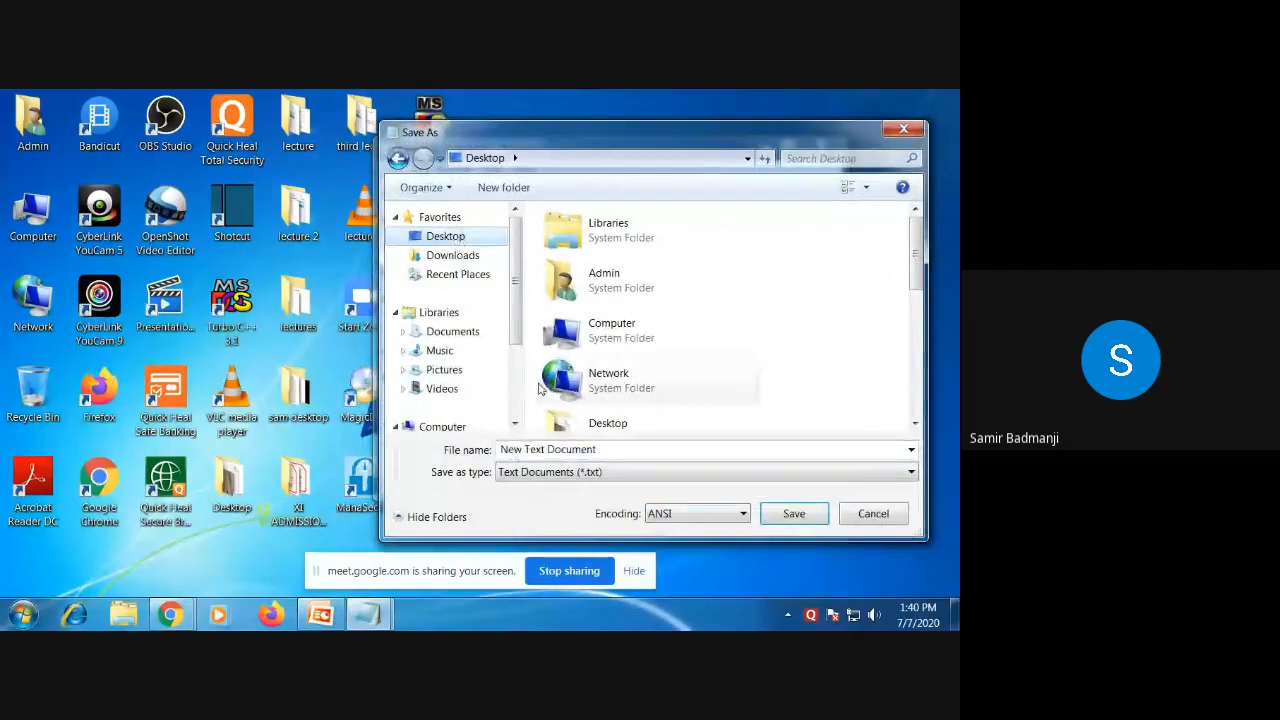 MS
Save As
Desktop
Search Desktop
Organize
New folder
Favorites
Desktop
Downloads
Recent Places
Libraries
Documents
Music
Pictures
Videos
Computer
Libraries
System Folder
Admin
System Folder
Computer
System Folder
Network
System Folder
Desktop
File name: New Text Document
Save as type: Text Documents (*.txt)
Hide Folders
Encoding: ANSI
Save
Cancel
Admin
Bandicut
OBS Studio
Quick Heal
Total Security
lecture
Computer
CyberLink
YouCam 5
OpenShot
Video Editor
Shotcut
lecture 2
Network
CyberLink
YouCam 9
Presentatio...
Turbo C++
3.1
lectures
Recycle Bin
Firefox
Quick Heal
Safe Banking
VLC media
player
sam desktop
Acrobat
Reader DC
Google
Chrome
Quick Heal
Secure Br...
Desktop
XI
ADMISSIO...
meet.google.com is sharing your screen.
Stop sharing
Hide
1:40 PM
7/7/2020
S
Samir Badmanji